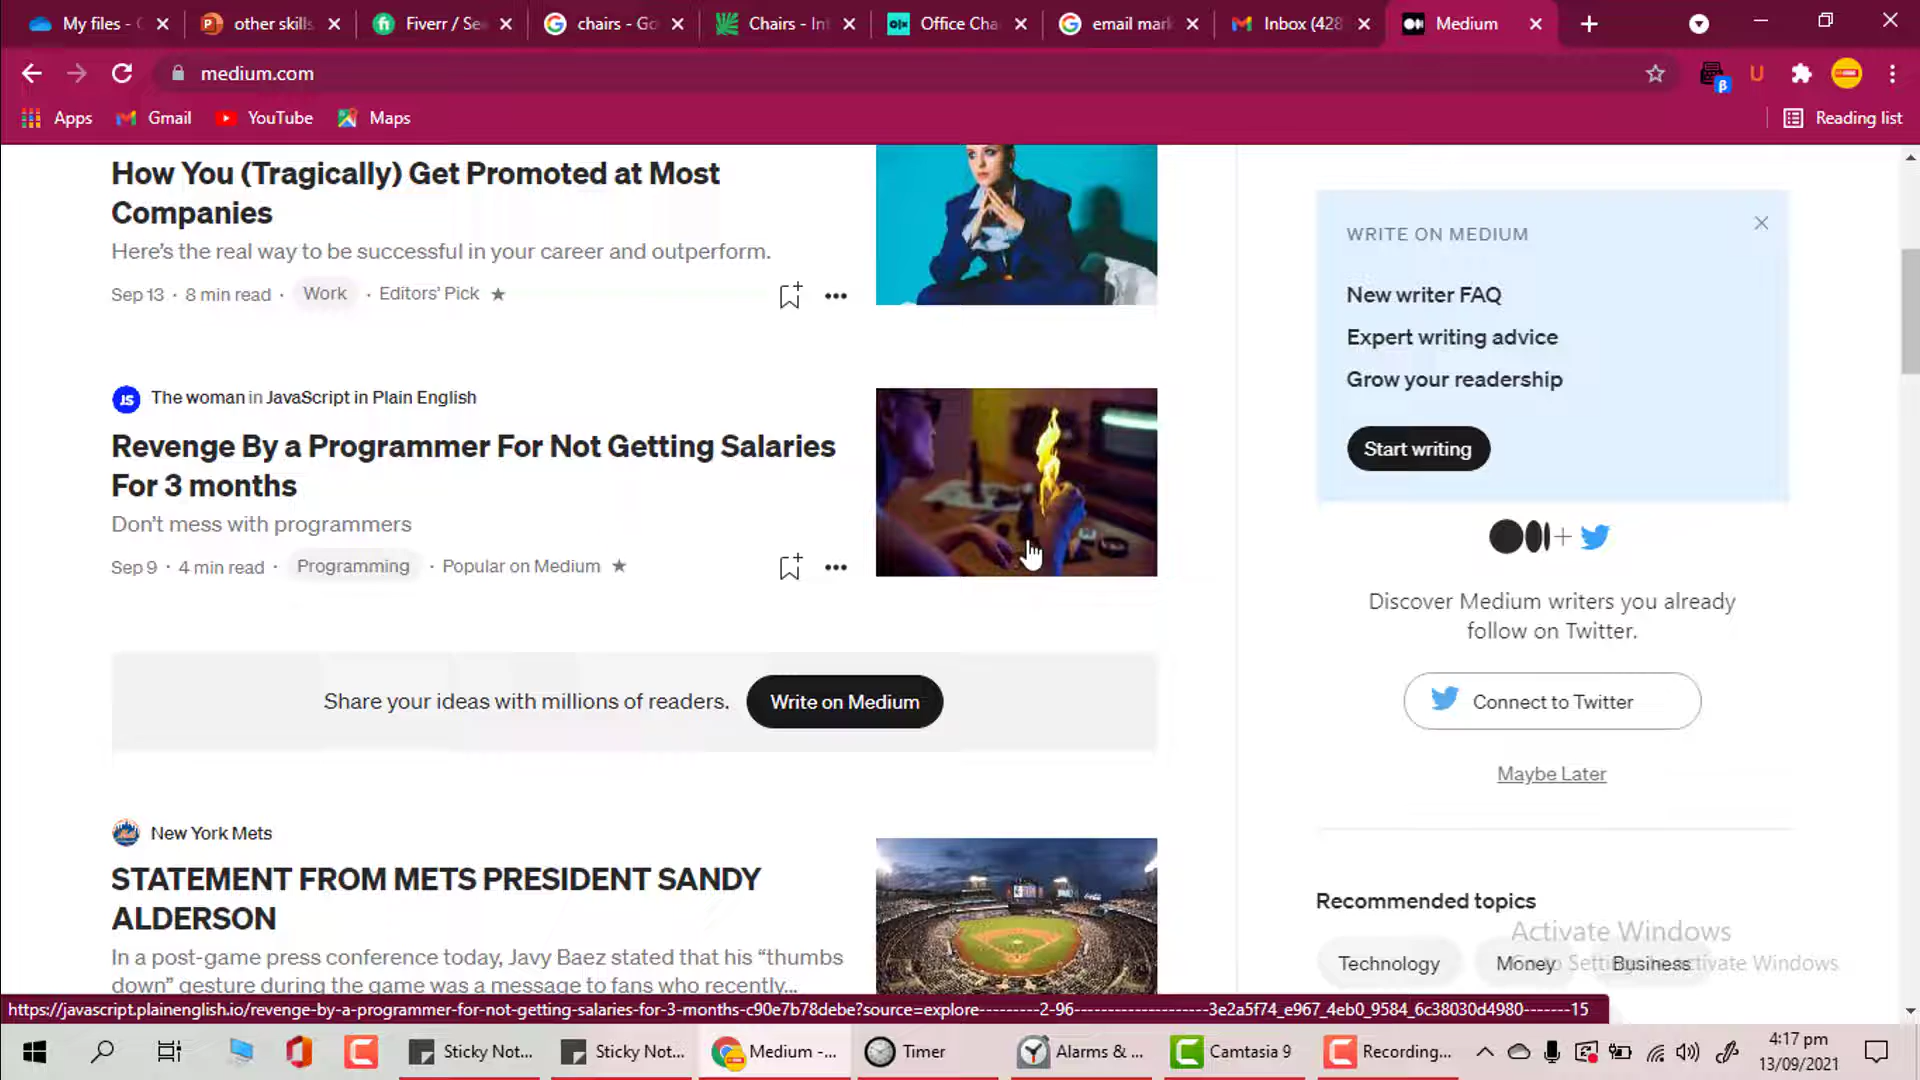 My files - 
other skills
Fiverr / Se
chairs - Go
Chairs - Int
Office Cha
email mark
Inbox (428
Medium
medium.com
Apps
Gmail
YouTube
Maps
Reading list
How You (Tragically) Get Promoted at Most
Companies
Here's the real way to be successful in your career and outperform.
Sep 13 · 8 min read · Work · Editors' Pick ★
JS The woman in JavaScript in Plain English
Revenge By a Programmer For Not Getting Salaries
For 3 months
Don't mess with programmers
Sep 9 · 4 min read · Programming · Popular on Medium ★
Share your ideas with millions of readers. Write on Medium
New York Mets
STATEMENT FROM METS PRESIDENT SANDY
ALDERSON
In a post-game press conference today, Javy Baez stated that his “thumbs
down” gesture during the game was a message to fans who recently...
WRITE ON MEDIUM
New writer FAQ
Expert writing advice
Grow your readership
Start writing
Discover Medium writers you already
follow on Twitter.
Connect to Twitter
Maybe Later
Recommended topics
Activate Windows
Technology
Money
Business
Go to Settings to activate Windows
https://javascript.plainenglish.io/revenge-by-a-programmer-for-not-getting-salaries-for-3-months-c90e7b78debe?source=explore---------2-96--------------------3e2a5f74_e967_4eb0_9584_6c38030d4980-------15
Sticky Not...
Sticky Not...
Medium -...
Timer
Alarms & ...
Camtasia 9
Recording...
4:17 pm
13/09/2021